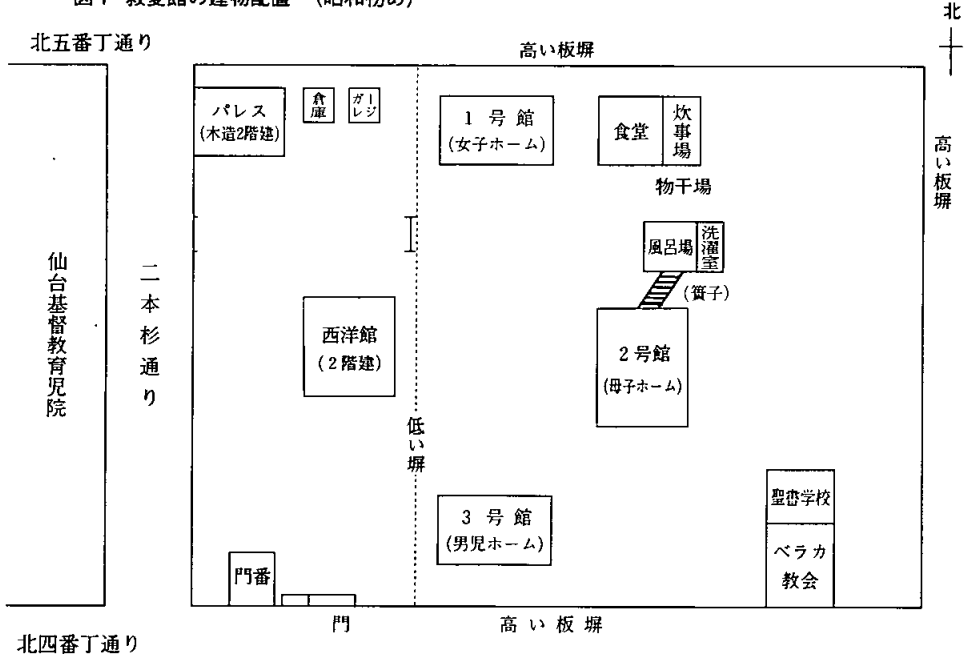 北
北五番丁通り
高い板塀
パレス
(木造2階建)
倉庫
ガレージ
1号館
(女子ホーム)
食堂
炊事場
高い板塀
物干場
風呂場
洗濯室
(簀子)
仙台基督教育児院
二本杉通り
西洋館
(2階建)
2号館
(母子ホーム)
低い塀
3号館
(男児ホーム)
聖書学校
ベラカ
教会
門番
門
高い板塀
北四番丁通り